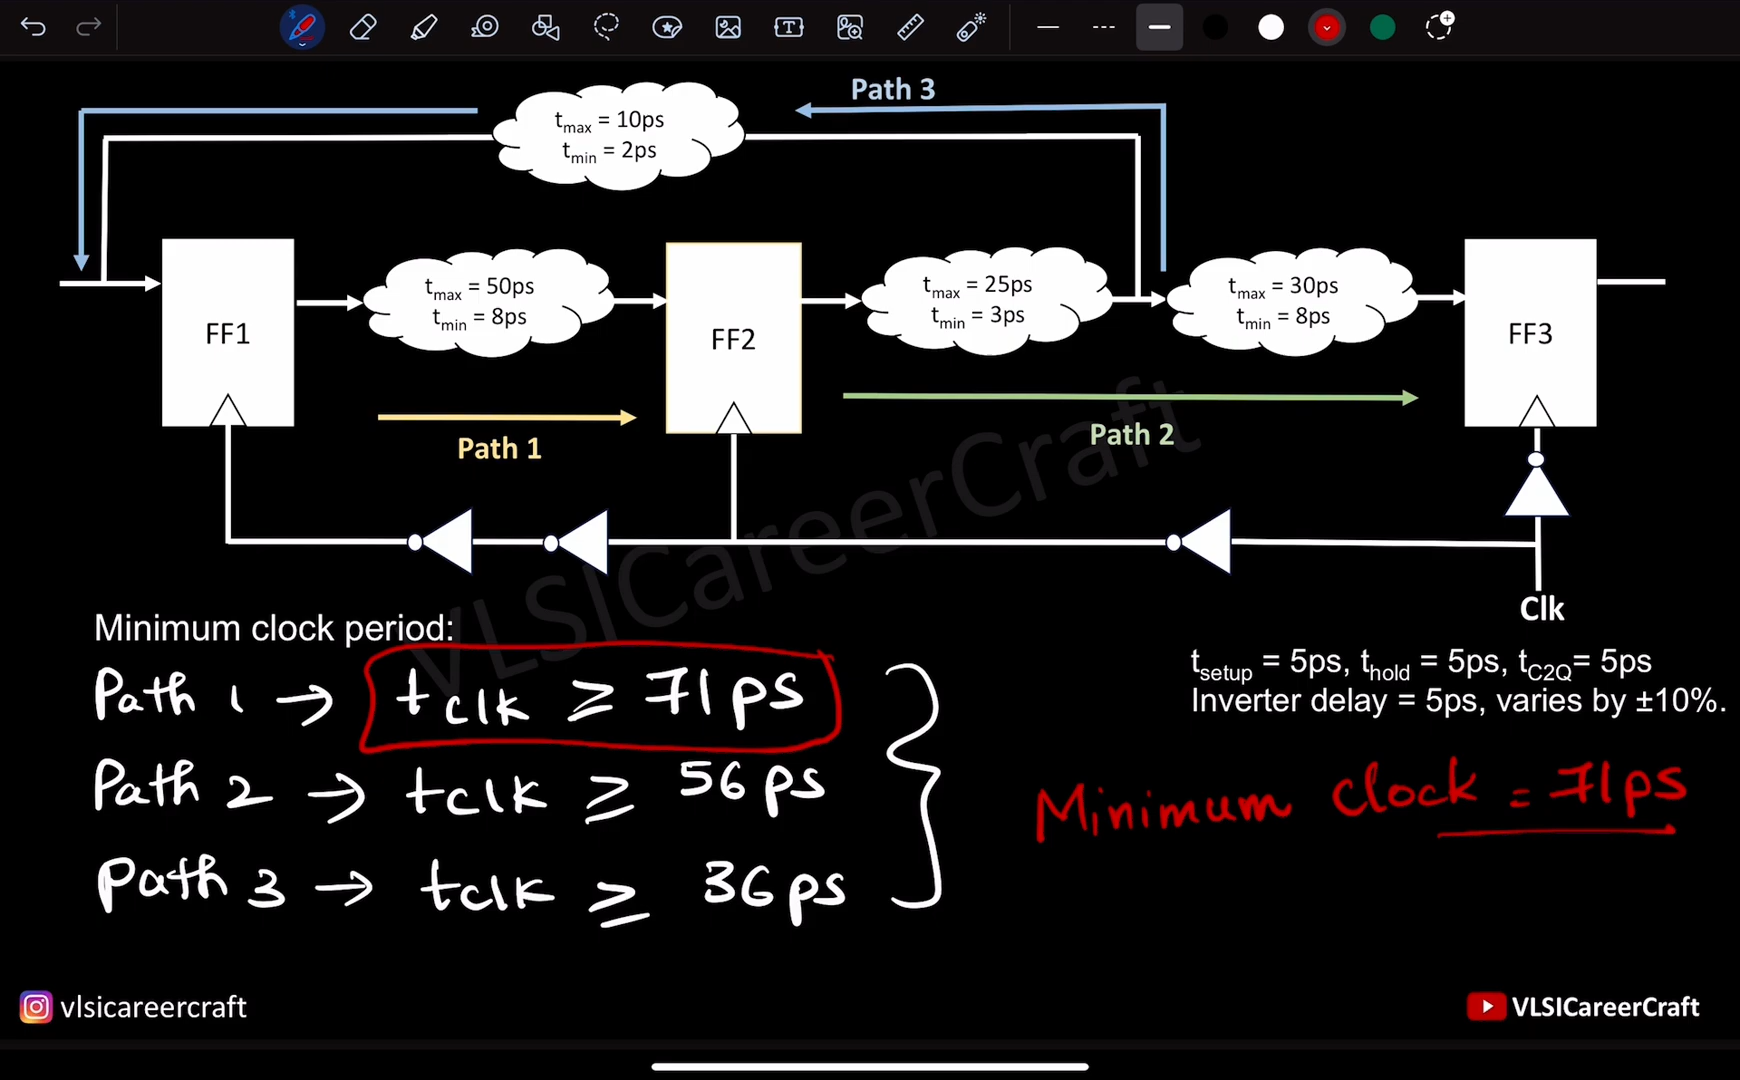 Path 3
tmax = 10ps
tmin = 2ps
tmax = 50ps
tmin = 8ps
tmax = 25ps
tmin = 3ps
tmax = 30ps
tmin = 8ps
FF1
FF2
FF3
Path 1
Path 2
VLSICareerCraft
Clk
Minimum clock period:
Path 1 → tclk ≥ 71ps
Path 2 → tclk ≥ 56ps
Path 3 → tclk ≥ 36ps
tsetup = 5ps, thold = 5ps, tC2Q= 5ps
Inverter delay = 5ps, varies by ±10%.
Minimum Clock = 71ps
vlsicareercraft
VLSICareerCraft